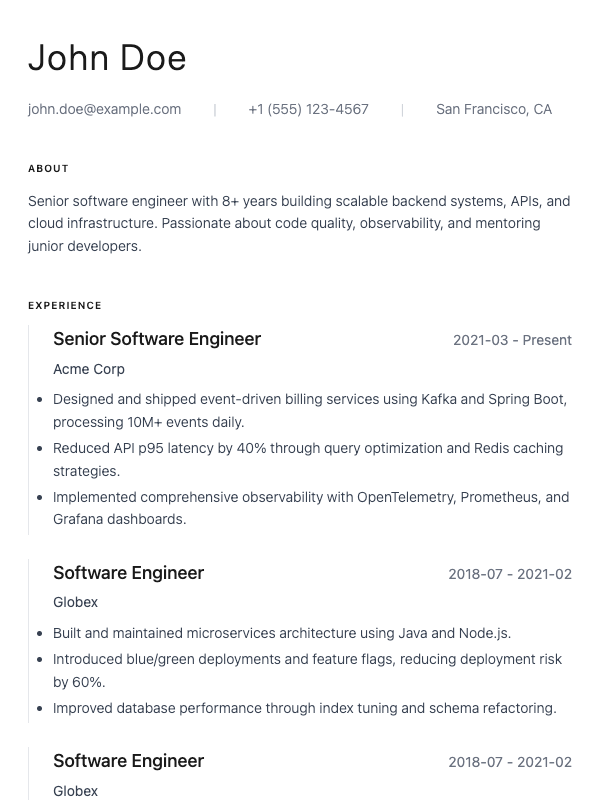 John Doe
john.doe@example.com | +1 (555) 123-4567 | San Francisco, CA
ABOUT
Senior software engineer with 8+ years building scalable backend systems, APIs, and
cloud infrastructure. Passionate about code quality, observability, and mentoring
junior developers.
EXPERIENCE
Senior Software Engineer 2021-03 - Present
Acme Corp
• Designed and shipped event-driven billing services using Kafka and Spring Boot,
processing 10M+ events daily.
• Reduced API p95 latency by 40% through query optimization and Redis caching
strategies.
• Implemented comprehensive observability with OpenTelemetry, Prometheus, and
Grafana dashboards.
Software Engineer 2018-07 - 2021-02
Globex
• Built and maintained microservices architecture using Java and Node.js.
• Introduced blue/green deployments and feature flags, reducing deployment risk
by 60%.
• Improved database performance through index tuning and schema refactoring.
Software Engineer 2018-07 - 2021-02
Globex